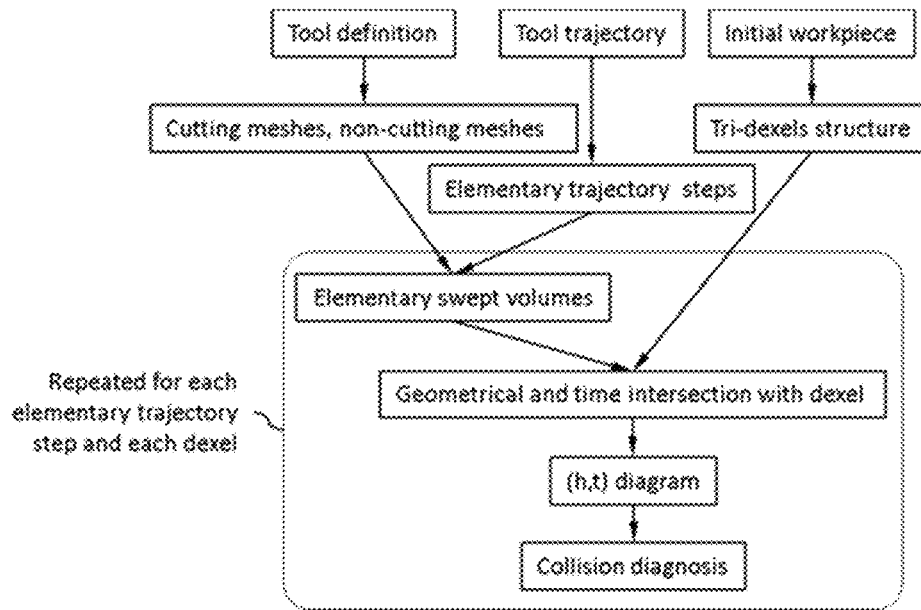 Tool definition
Tool trajectory
Initial workpiece
Cutting meshes, non-cutting meshes
Tri-dexels structure
Elementary trajectory steps
Elementary swept volumes
Repeated for each
elementary trajectory
step and each dexel
Geometrical and time intersection with dexel
(h,t) diagram
Collision diagnosis